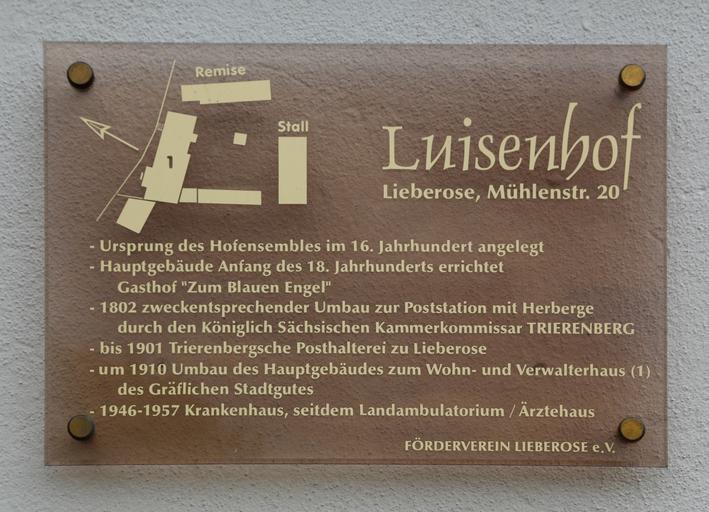 Remise
Stall
1
Luisenhof
Lieberose, Mühlenstr. 20
- Ursprung des Hofensembles im 16. Jahrhundert angelegt
- Hauptgebäude Anfang des 18. Jahrhunderts errichtet
Gasthof "Zum Blauen Engel"
- 1802 zweckentsprechender Umbau zur Poststation mit Herberge
durch den Königlich Sächsischen Kammerkommissar TRIERENBERG
- bis 1901 Trierenbergsche Posthalterei zu Lieberose
- um 1910 Umbau des Hauptgebäudes zum Wohn- und Verwalterhaus (1)
des Gräflichen Stadtgutes
- 1946-1957 Krankenhaus, seitdem Landambulatorium / Ärztehaus
FÖRDERVEREIN LIEBEROSE e.V.